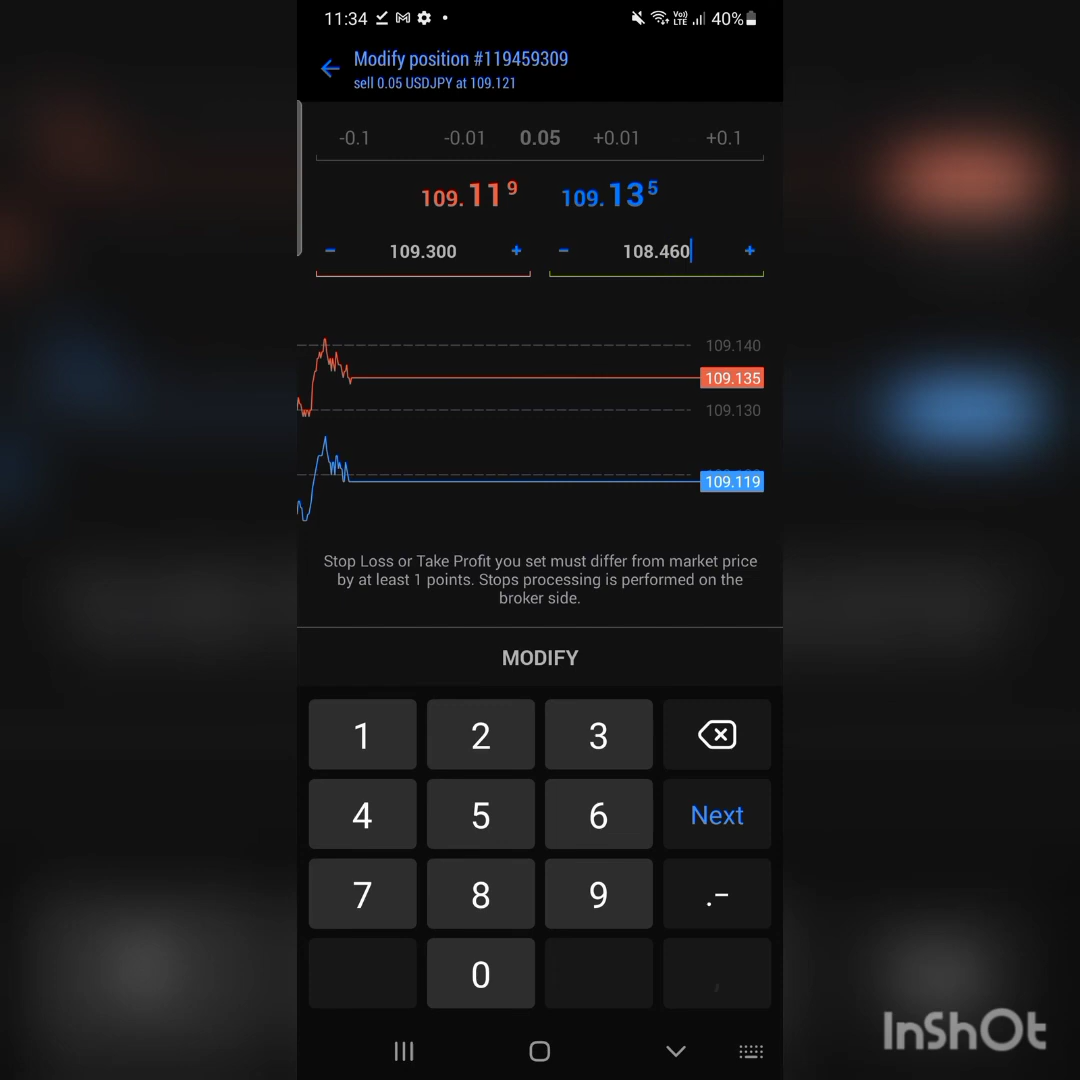 11:34 Vo)) LTE 40%
Modify position #119459309
sell 0.05 USDJPY at 109.121
-0.1 -0.01 0.05 +0.01 +0.1
109.119 109.135
− 109.300 + − 108.460 +
109.140
109.135
109.130
109.119
Stop Loss or Take Profit you set must differ from market price
by at least 1 points. Stops processing is performed on the
broker side.
MODIFY
1 2 3
4 5 6 Next
7 8 9 .-
0 ,
InShOt